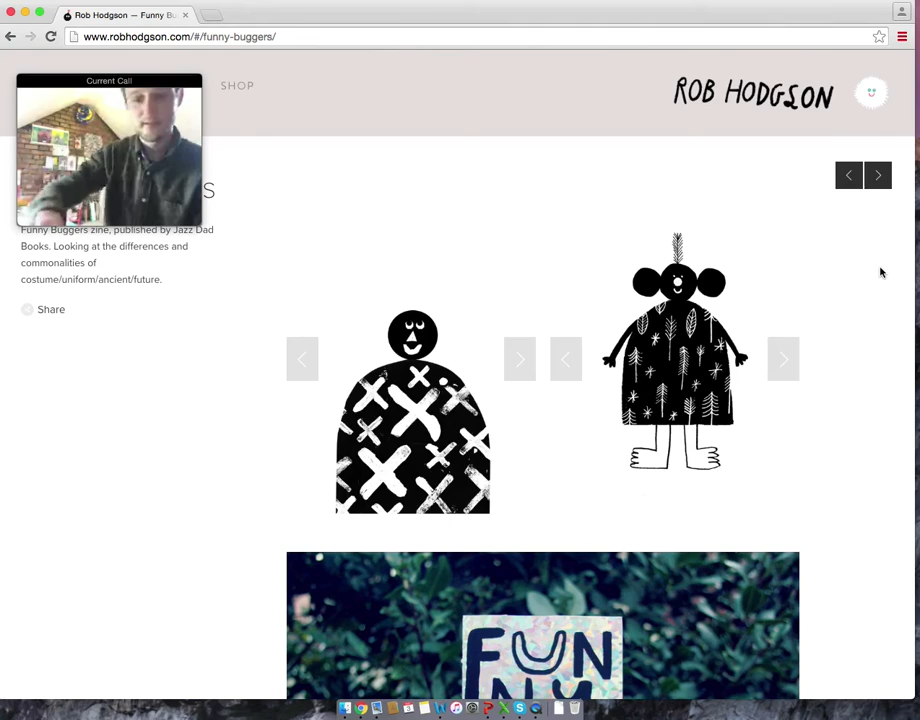 Rob Hodgson — Funny Bu
www.robhodgson.com/#/funny-buggers/
Current Call
SHOP
ROB HODGSON
S
Funny Buggers zine, published by Jazz Dad
Books. Looking at the differences and
commonalities of
costume/uniform/ancient/future.
Share
FUN
NY